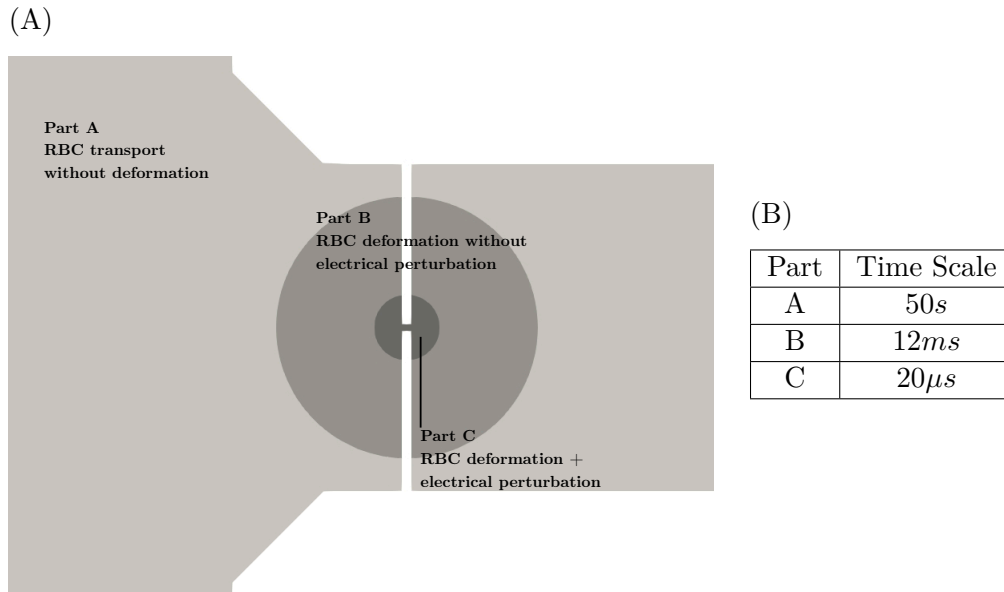 (A)
Part A
RBC transport
without deformation
Part B
RBC deformation without
electrical perturbation
Part C
RBC deformation +
electrical perturbation
(B)
Part Time Scale
A 50s
B 12ms
C 20μs